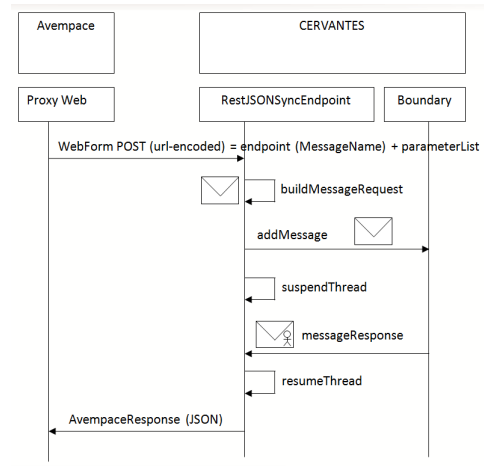 Avempace
CERVANTES
Proxy Web
RestJSONSyncEndpoint
Boundary
WebForm POST (url-encoded) = endpoint (MessageName) + parameterList
buildMessageRequest
addMessage
suspendThread
messageResponse
resumeThread
AvempaceResponse (JSON)